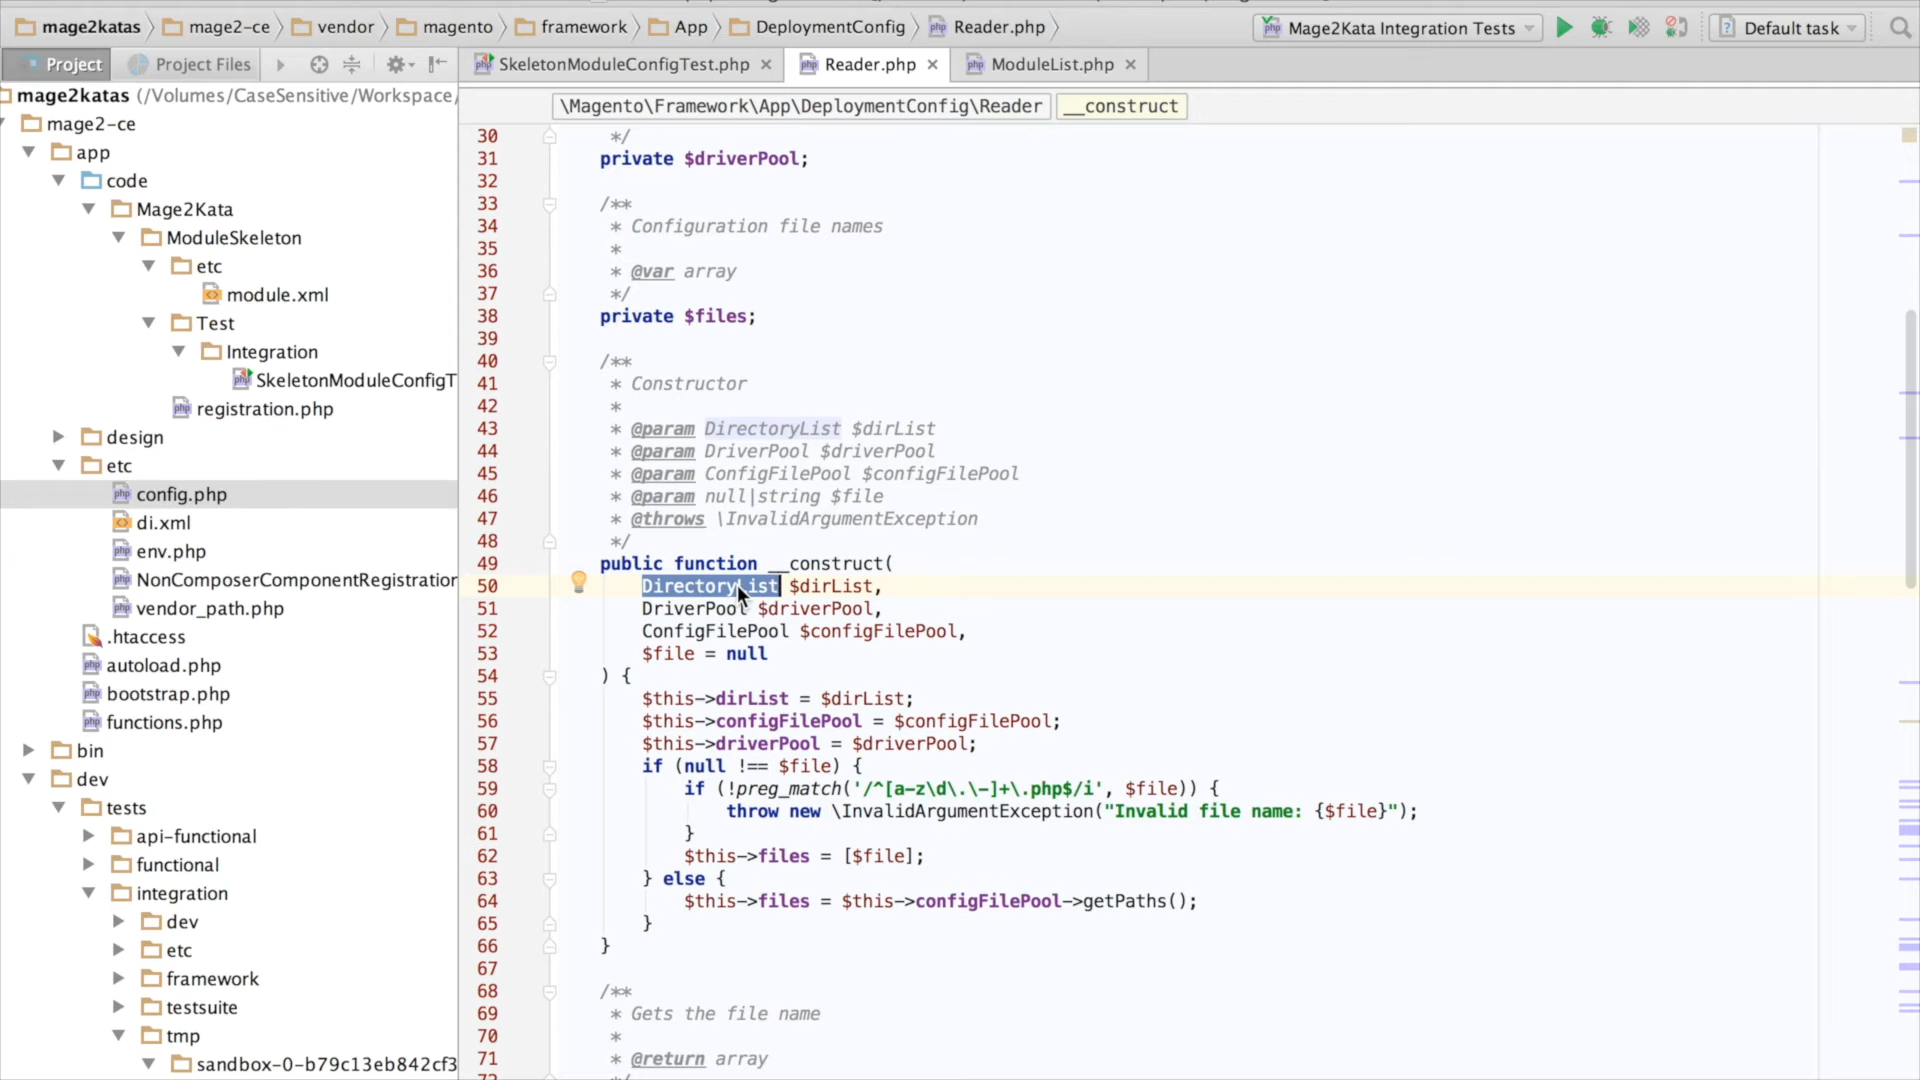 mage2katas mage2-ce vendor magento framework App DeploymentConfig Reader.php Mage2Kata Integration Tests Default task
Project Project Files SkeletonModuleConfigTest.php Reader.php ModuleList.php
mage2katas (/Volumes/CaseSensitive/Workspace/
mage2-ce
app
code
Mage2Kata
ModuleSkeleton
etc
module.xml
Test
Integration
SkeletonModuleConfigT
registration.php
design
etc
config.php
di.xml
env.php
NonComposerComponentRegistration
vendor_path.php
.htaccess
autoload.php
bootstrap.php
functions.php
bin
dev
tests
api-functional
functional
integration
dev
etc
framework
testsuite
tmp
sandbox-0-b79c13eb842cf3
\Magento\Framework\App\DeploymentConfig\Reader __construct
30 */
31 private $driverPool;
32
33 /**
34 * Configuration file names
35 *
36 * @var array
37 */
38 private $files;
39
40 /**
41 * Constructor
42 *
43 * @param DirectoryList $dirList
44 * @param DriverPool $driverPool
45 * @param ConfigFilePool $configFilePool
46 * @param null|string $file
47 * @throws \InvalidArgumentException
48 */
49 public function __construct(
50 DirectoryList $dirList,
51 DriverPool $driverPool,
52 ConfigFilePool $configFilePool,
53 $file = null
54 ) {
55 $this->dirList = $dirList;
56 $this->configFilePool = $configFilePool;
57 $this->driverPool = $driverPool;
58 if (null !== $file) {
59 if (!preg_match('/^[a-z\d\.\-]+\.php$/i', $file)) {
60 throw new \InvalidArgumentException("Invalid file name: {$file}");
61 }
62 $this->files = [$file];
63 } else {
64 $this->files = $this->configFilePool->getPaths();
65 }
66 }
67
68 /**
69 * Gets the file name
70 *
71 * @return array